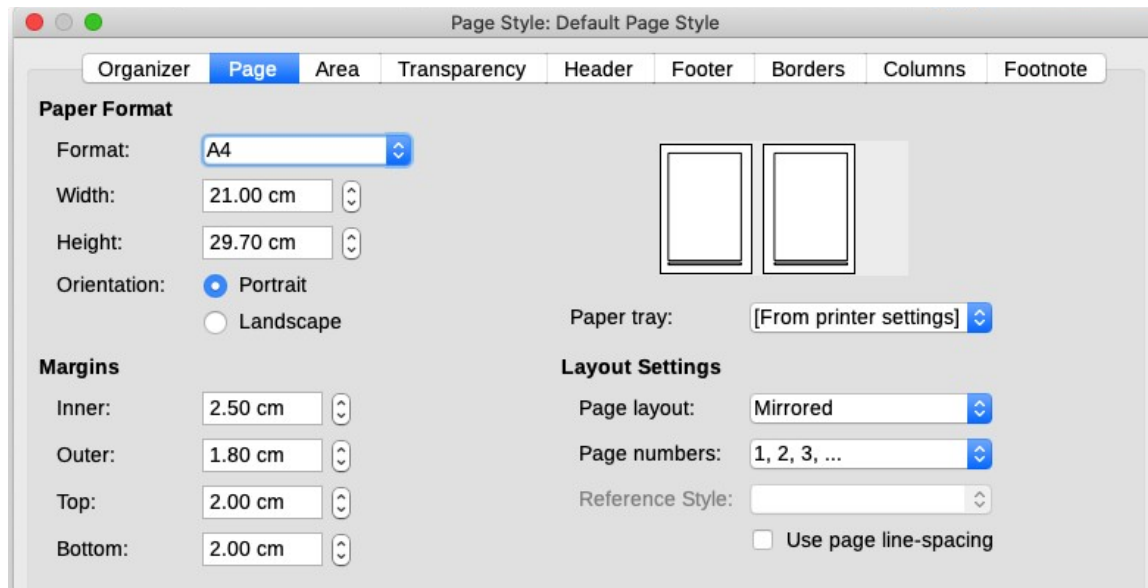 Page Style: Default Page Style
Organizer Page Area Transparency Header Footer Borders Columns Footnote
Paper Format
Format: A4
Width: 21.00 cm
Height: 29.70 cm
Orientation: Portrait
Landscape
Paper tray: [From printer settings]
Margins
Inner: 2.50 cm
Outer: 1.80 cm
Top: 2.00 cm
Bottom: 2.00 cm
Layout Settings
Page layout: Mirrored
Page numbers: 1, 2, 3, ...
Reference Style:
Use page line-spacing